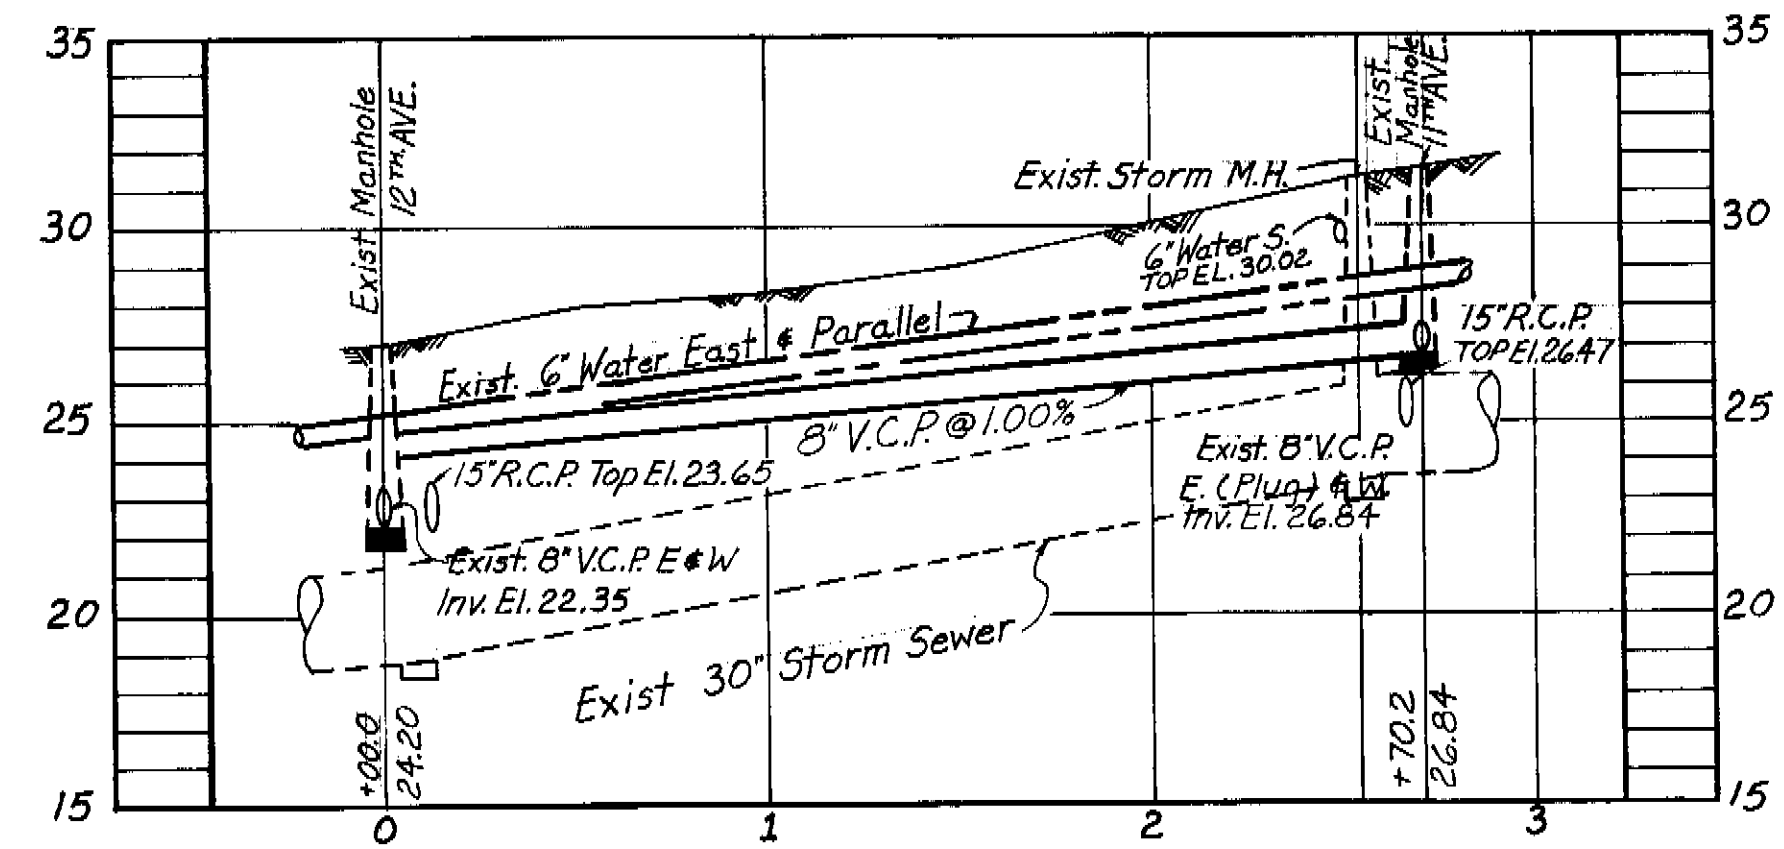 35
35
Exist Manhole
12TH. AVE.
Exist.
Manhole
11TH AVE.
Exist. Storm M.H.
30
30
6" Water S.
TOP EL. 30.02
Exist. 6" Water East & Parallel
15" R.C.P.
TOP El. 26.47
25
25
8" V.C.P. @ 1.00%
Exist. 8" V.C.P.
E. (Plug) & W.
Inv. El. 26.84
15" R.C.P. Top El. 23.65
Exist. 8" V.C.P. E & W
Inv. El. 22.35
20
20
Exist 30" Storm Sewer
+00.0
24.20
+70.2
26.84
15
15
0
1
2
3